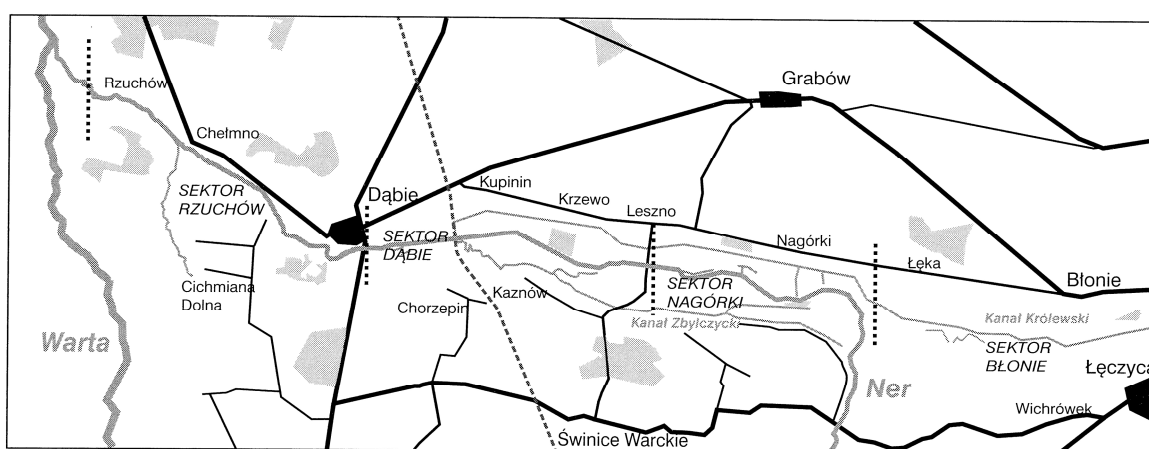 Grabów
Rzuchów
Chełmno
Kupinin
SEKTOR
RZUCHÓW
Dąbie
Krzewo
Leszno
SEKTOR
DĄBIE
Nagórki
Łęka
Błonie
Cichmiana
Dolna
Kaznów
SEKTOR
NAGÓRKI
Chorzepin
Kanał Zbylczycki
Kanał Królewski
Warta
SEKTOR
BŁONIE
Łęczyca
Ner
Wichrówek
Świnice Warckie